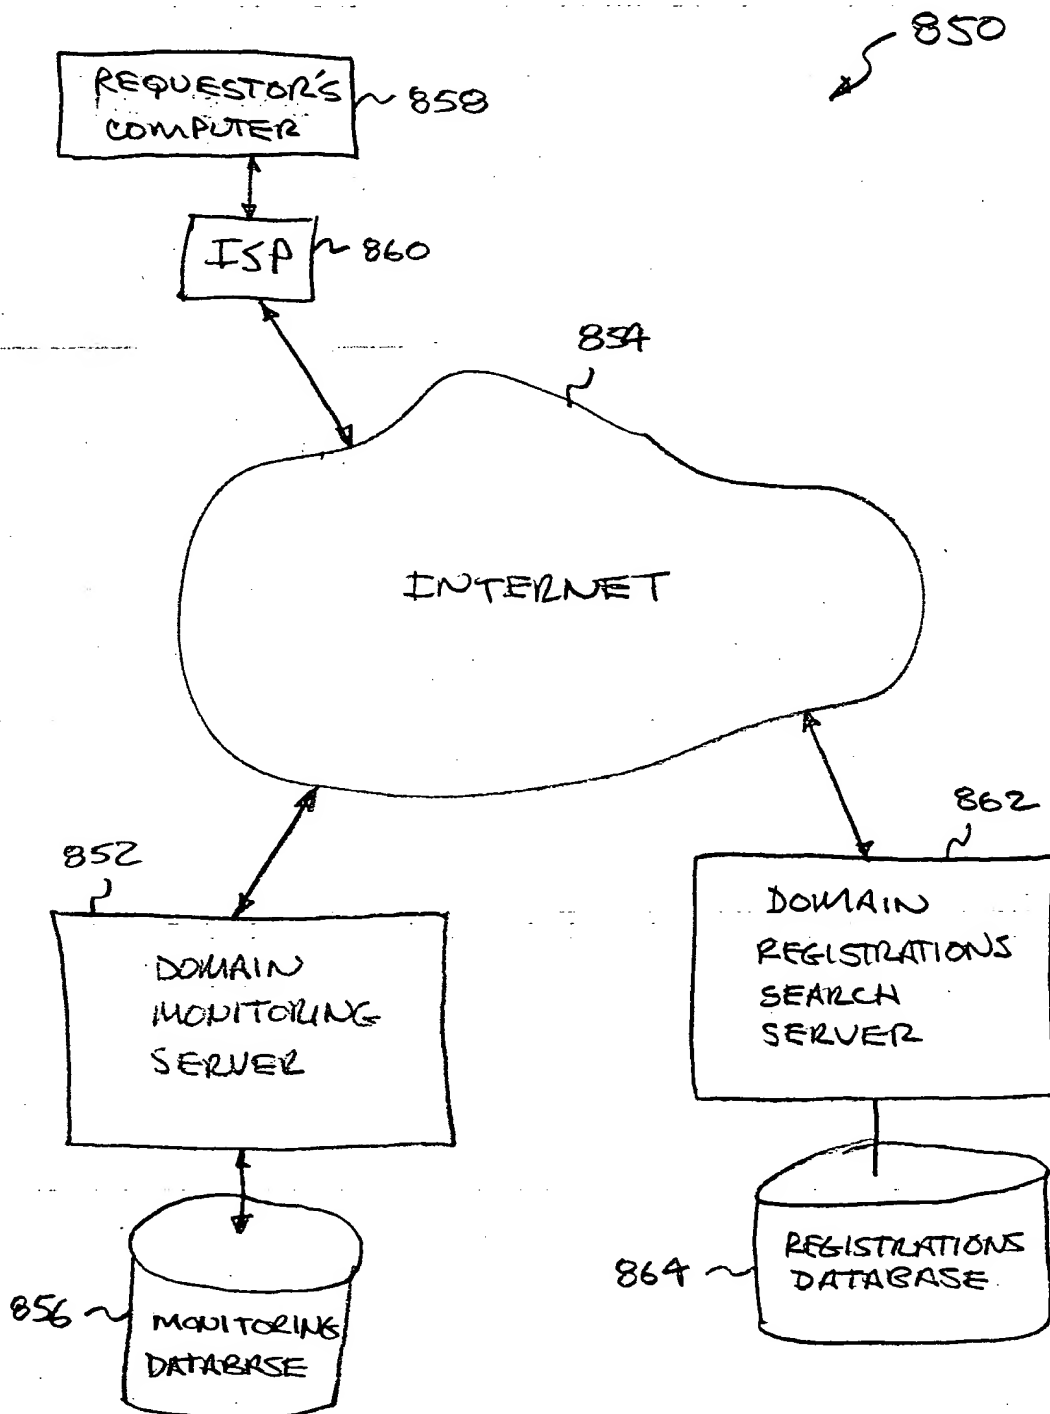 850
REQUESTOR'S
COMPUTER
858
ISP
860
854
INTERNET
852
DOMAIN
MONITORING
SERVER
862
DOMAIN
REGISTRATIONS
SEARCH
SERVER
856
MONITORING
DATABASE
864
REGISTRATIONS
DATABASE